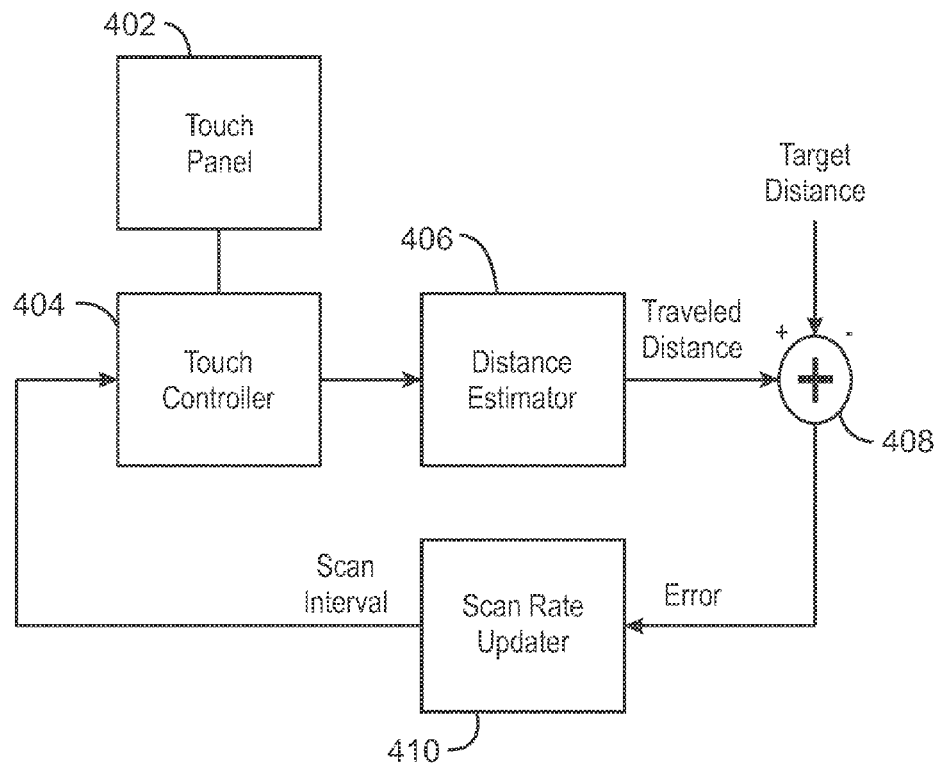 402
Touch
Panel
Target
Distance
406
404
Touch
Controller
Distance
Estimator
Traveled
Distance
+
-
+
408
Scan
Interval
Scan Rate
Updater
Error
410